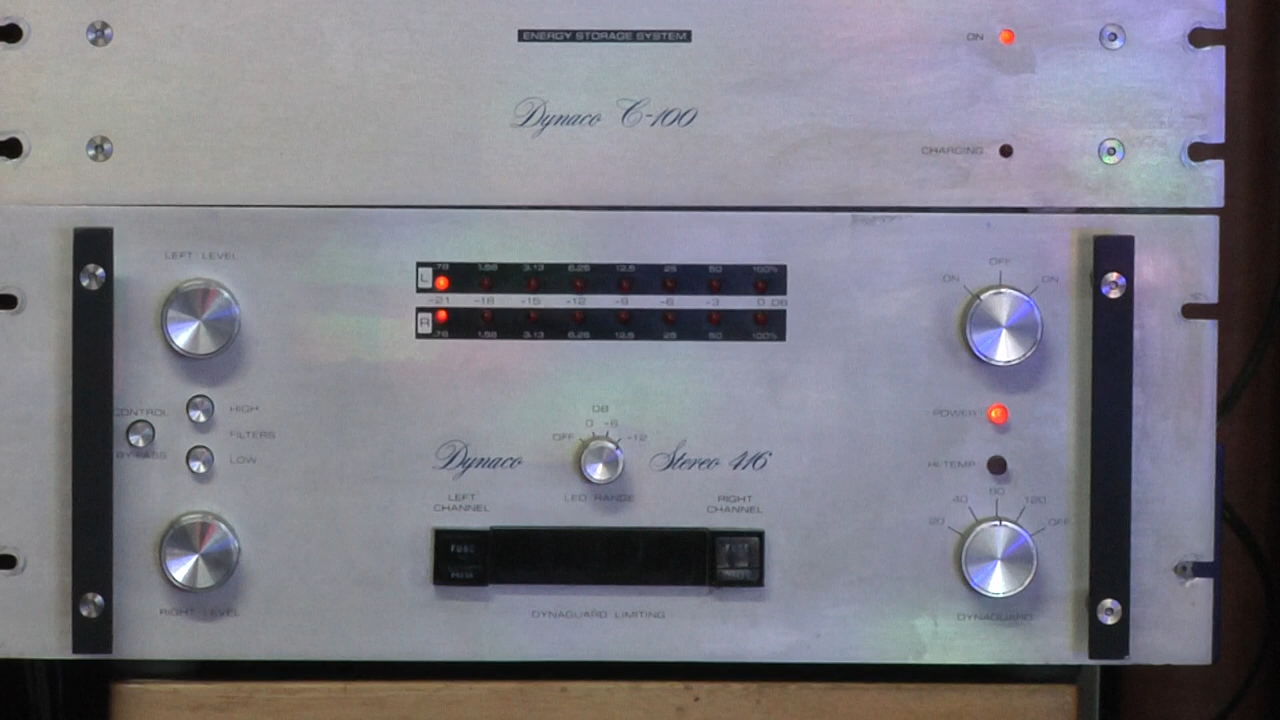 ENERGY STORAGE SYSTEM
ON
Dynaco C-100
CHARGING
LEFT LEVEL
L .78 1.56 3.13 6.25 12.5 25 50 100%
-21 -18 -15 -12 -9 -6 -3 0 DB
R .78 1.56 3.13 6.25 12.5 25 50 100%
ON OFF ON
CONTROL
BY-PASS
HIGH
FILTERS
LOW
DB
OFF 0 -6 -12
LED RANGE
Dynaco Stereo 416
POWER
HI-TEMP
LEFT
CHANNEL
RIGHT
CHANNEL
FUSE
FUSE
20 40 80 120 OFF
RIGHT LEVEL
DYNAGUARD LIMITING
DYNAGUARD